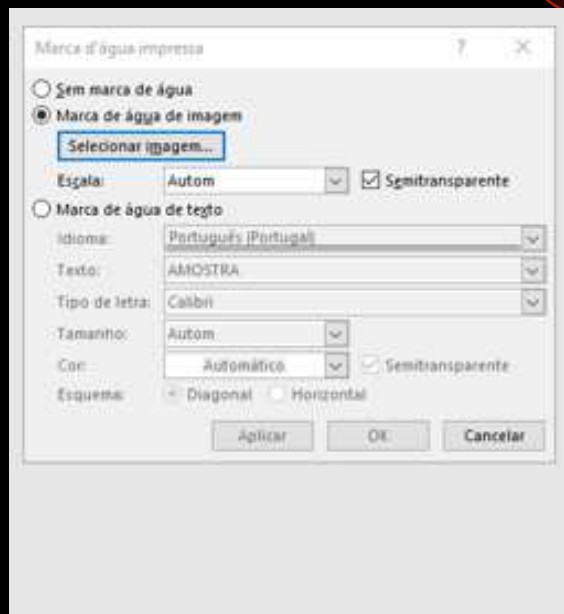 Marca d'água impressa ? ×
Sem marca de água
Marca de água de imagem
Selecionar imagem...
Escala: Autom Semitransparente
Marca de água de texto
Idioma: Português (Portugal)
Texto: AMOSTRA
Tipo de letra: Calibri
Tamanho: Autom
Cor: Automático Semitransparente
Esquema: Diagonal Horizontal
Aplicar OK Cancelar